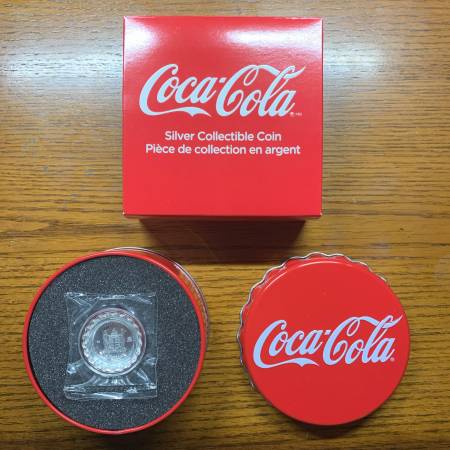 Coca-Cola
Silver Collectible Coin
Pièce de collection en argent
Coca-Cola